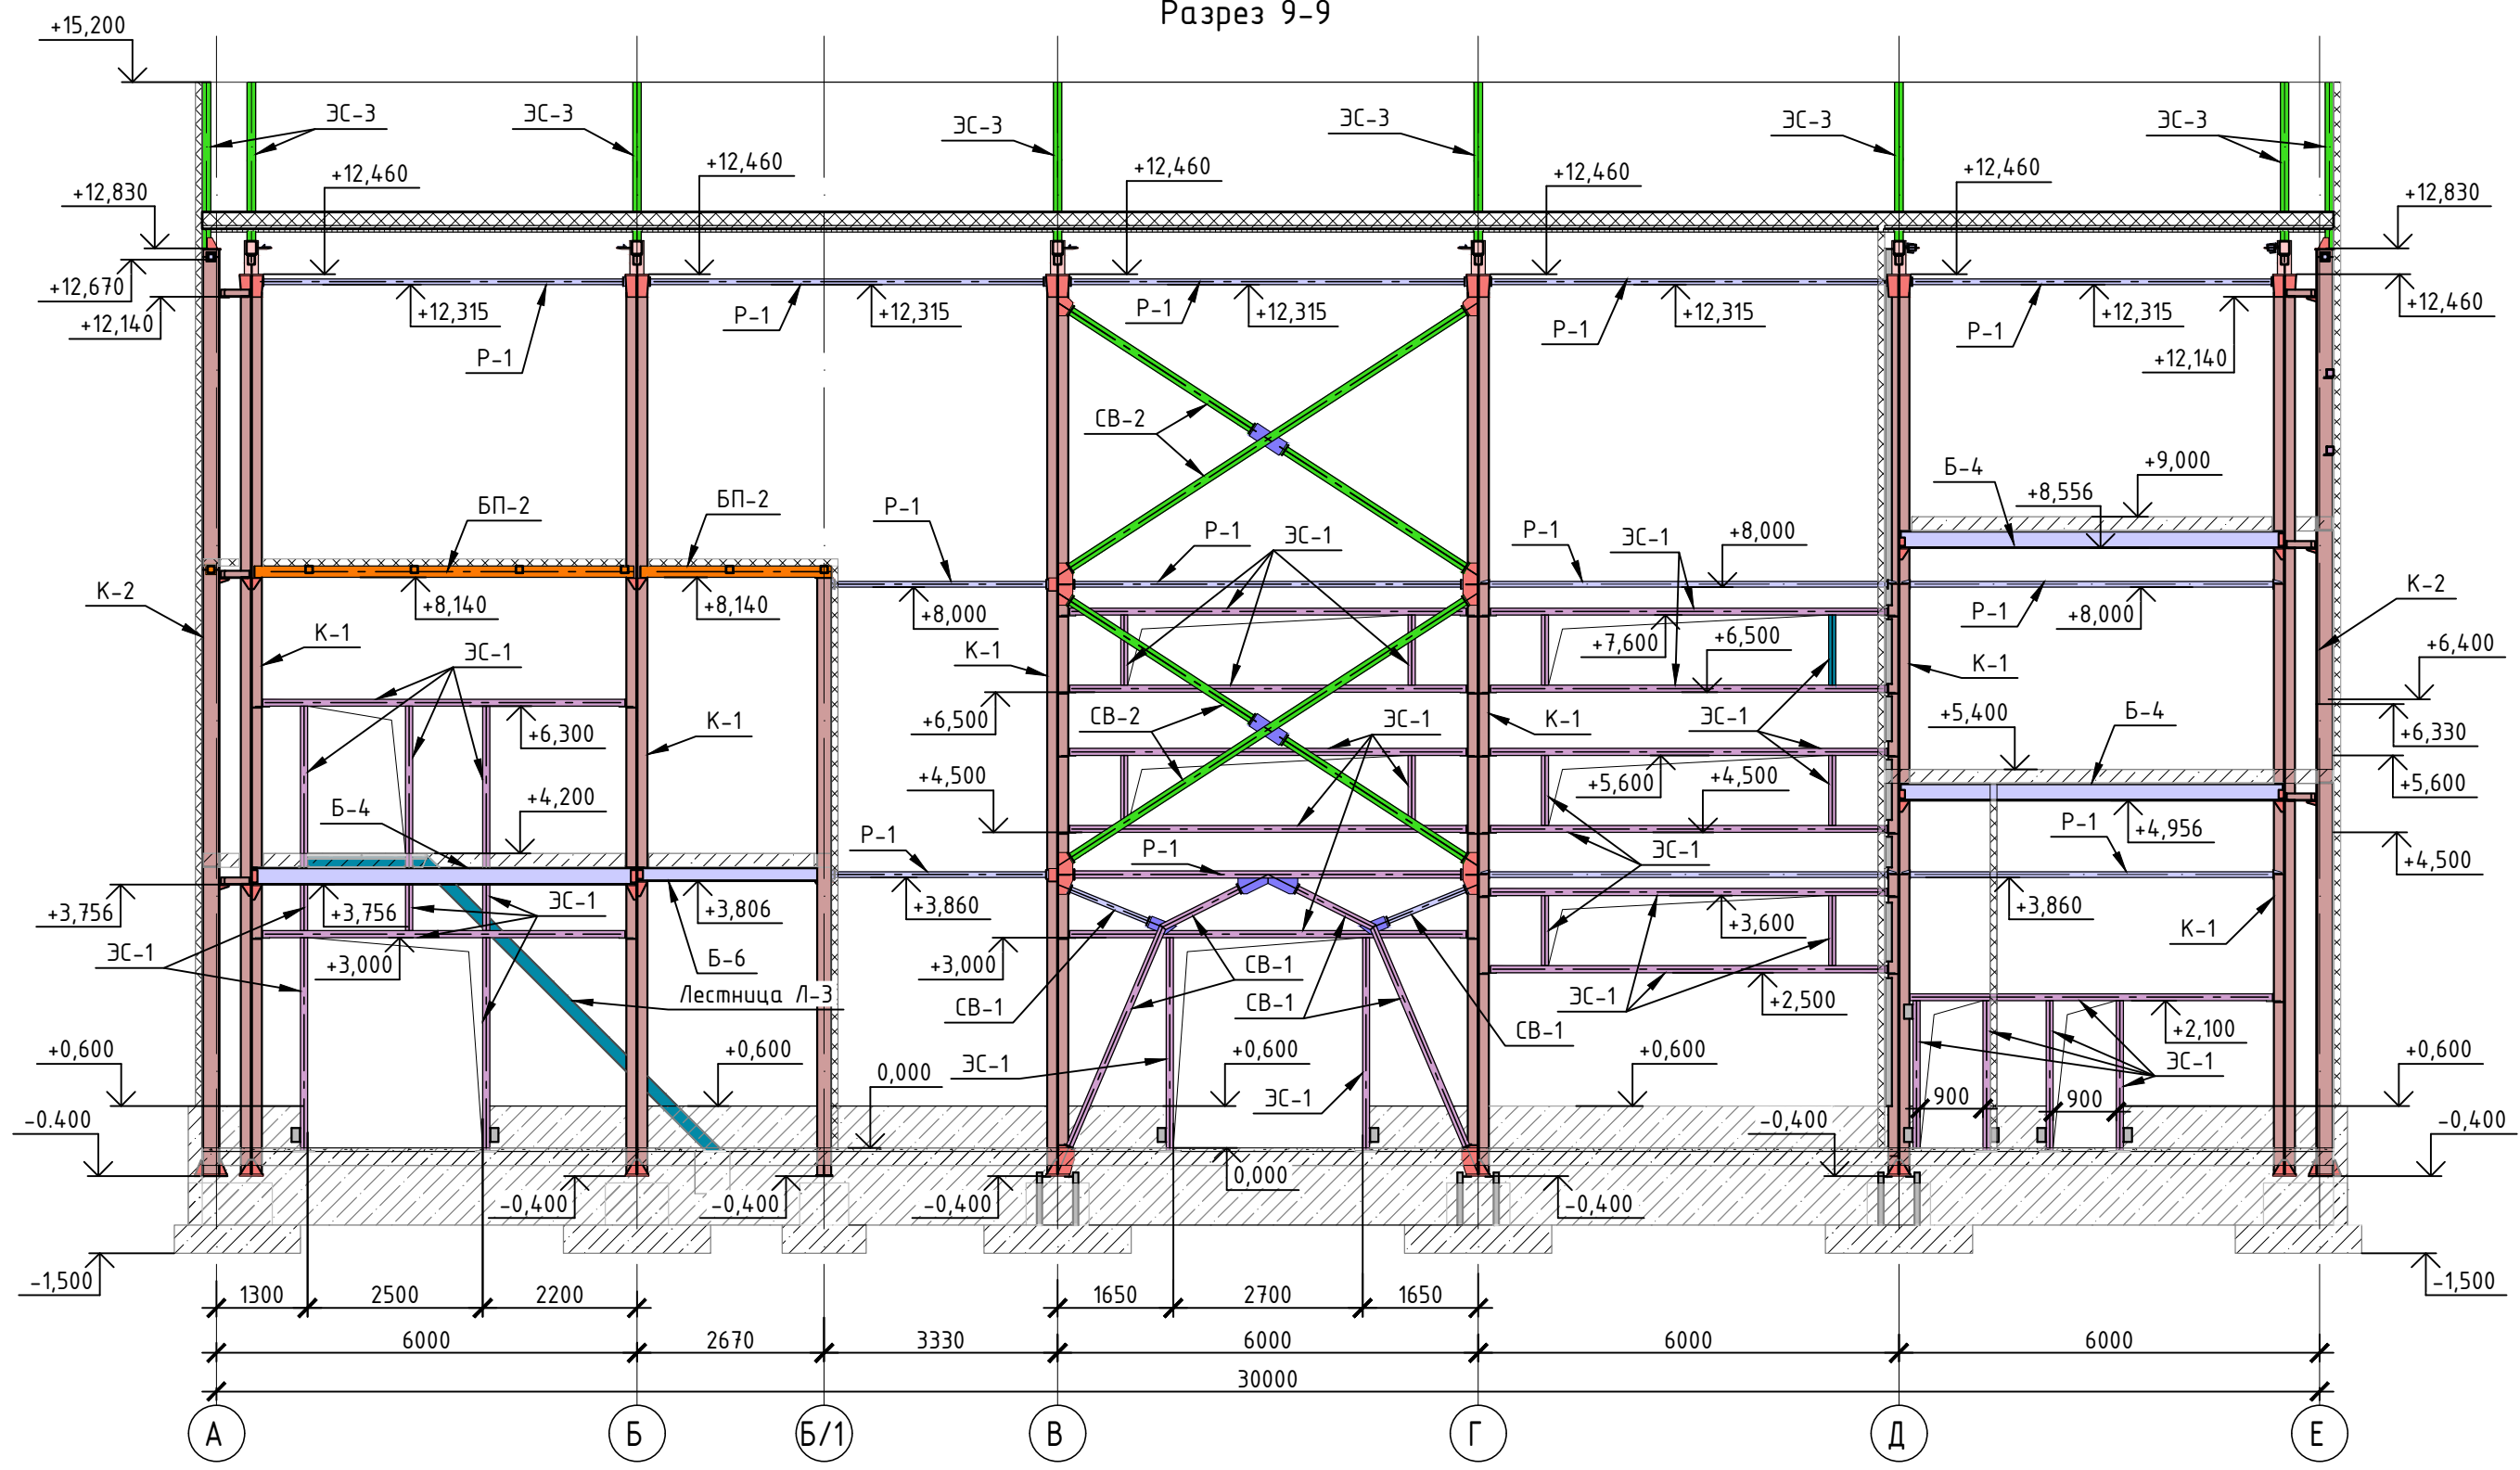 Разрез 9-9
+15,200
ЭС-3
ЭС-3
ЭС-3
ЭС-3
ЭС-3
ЭС-3
+12,830
+12,460
+12,460
+12,460
+12,460
+12,460
+12,830
+12,670
+12,140
+12,315
Р-1
Р-1
+12,315
Р-1
+12,315
Р-1
+12,315
Р-1
+12,315
+12,460
+12,140
СВ-2
Б-4
+9,000
+8,556
БП-2
БП-2
Р-1
Р-1
ЭС-1
Р-1
ЭС-1
+8,000
К-2
+8,140
+8,140
+8,000
Р-1
+8,000
К-2
К-1
ЭС-1
К-1
+7,600
+6,500
К-1
+6,400
+6,300
К-1
+6,500
СВ-2
ЭС-1
К-1
ЭС-1
+5,400
Б-4
+6,330
+4,200
Б-4
+4,500
+5,600
+4,500
+5,600
Р-1
Р-1
ЭС-1
+4,956
Р-1
+4,500
+3,756
+3,756
ЭС-1
+3,806
+3,860
+3,600
+3,860
К-1
ЭС-1
+3,000
Б-6
+3,000
СВ-1
Лестница Л-3
СВ-1
СВ-1
ЭС-1
+2,500
СВ-1
+2,100
+0,600
+0,600
0,000
ЭС-1
+0,600
ЭС-1
+0,600
ЭС-1
900
900
+0,600
-0.400
-0,400
-0,400
-0,400
-0,400
0,000
-0,400
-0,400
-1,500
-1,500
1300
2500
2200
1650
2700
1650
6000
2670
3330
6000
6000
6000
30000
А
Б
Б/1
В
Г
Д
Е